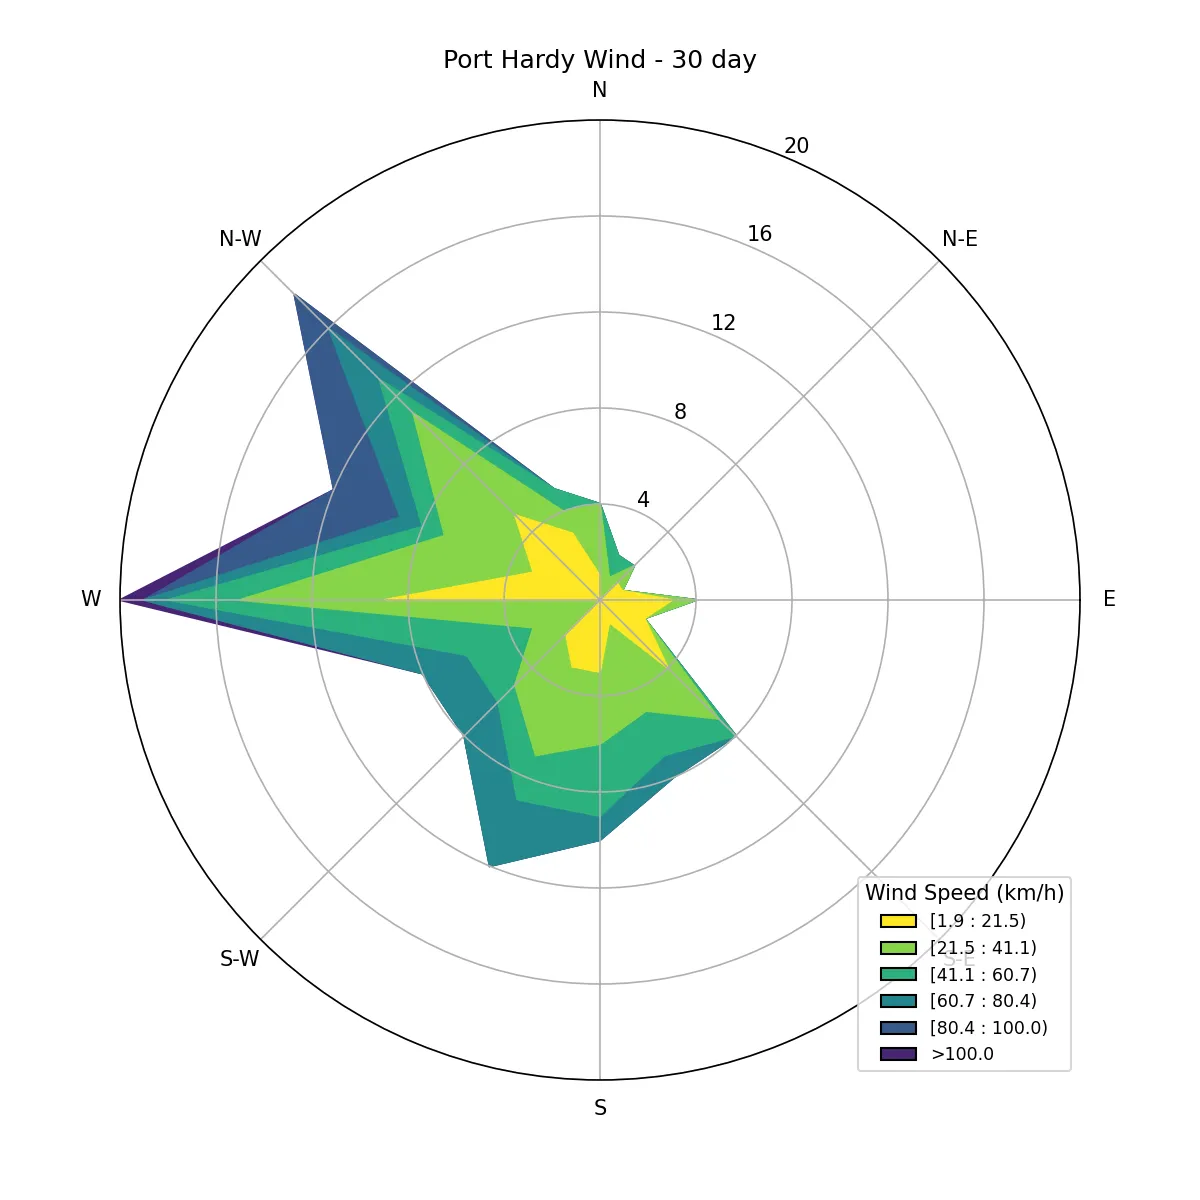 Port Hardy Wind - 30 day
N
20
N-W
N-E
16
12
8
4
W
E
S-W
S-E
S
Wind Speed (km/h)
[1.9 : 21.5)
[21.5 : 41.1)
[41.1 : 60.7)
[60.7 : 80.4)
[80.4 : 100.0)
>100.0